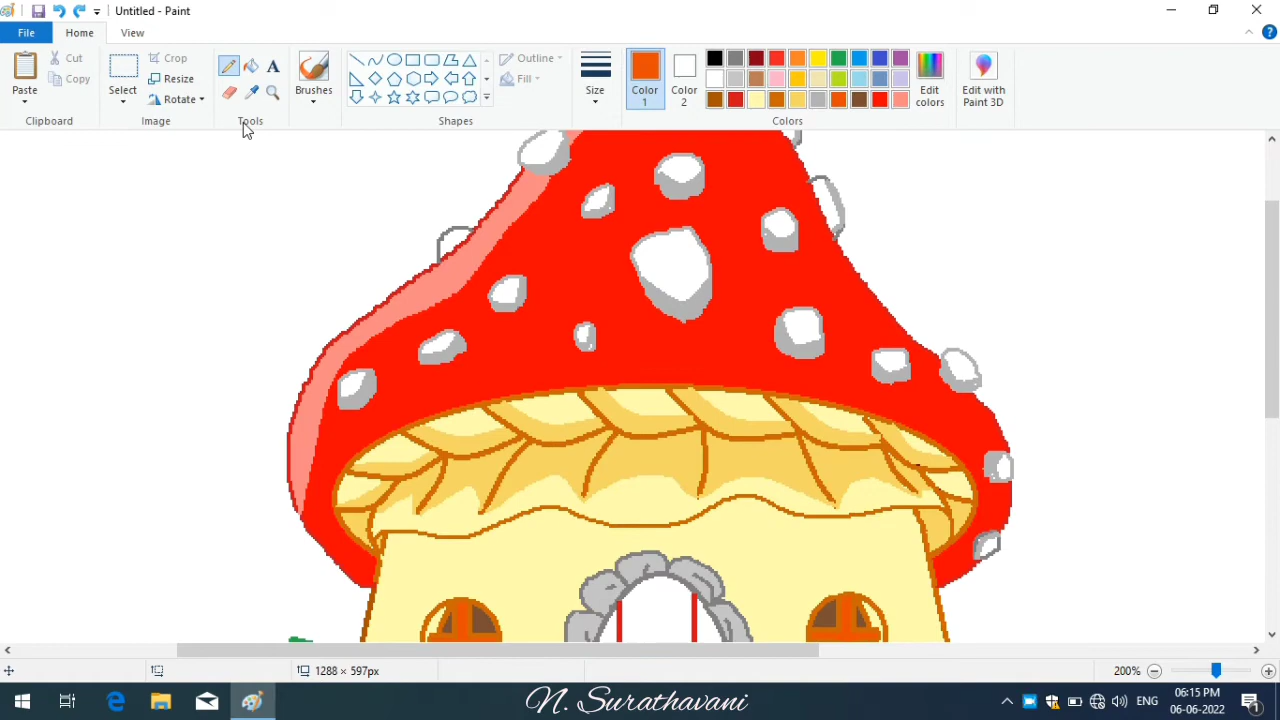 Untitled - Paint
File
Home
View
Paste
Cut
Copy
Clipboard
Select
Crop
Resize
Rotate
Image
A
Tools
Brushes
Outline
Fill
Shapes
Size
Color 1
Color 2
Edit colors
Colors
Edit with Paint 3D
1288 × 597px
200%
N. Surathavani
ENG
06:15 PM
06-06-2022
1